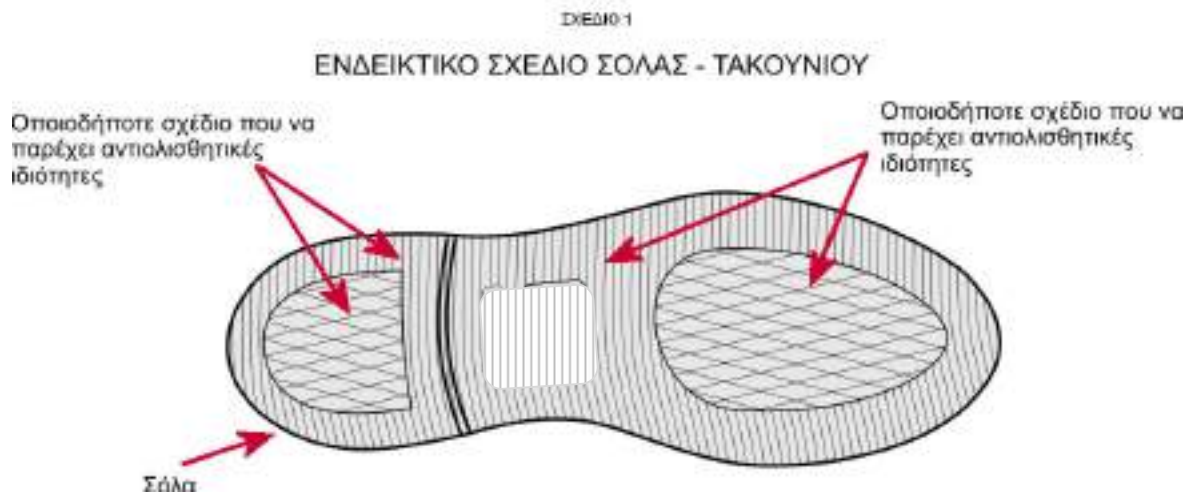 ΣΧΕΔΙΟ 1
ΕΝΔΕΙΚΤΙΚΟ ΣΧΕΔΙΟ ΣΟΛΑΣ - ΤΑΚΟΥΝΙΟΥ
Οποιοδήποτε σχέδιο που να
παρέχει αντιολισθητικές
ιδιότητες
Οποιοδήποτε σχέδιο που να
παρέχει αντιολισθητικές
ιδιότητες
Σόλα